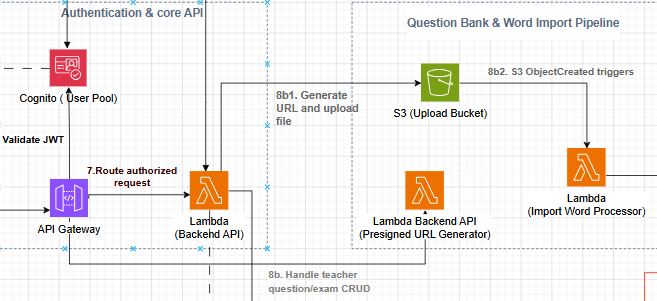 Authentication & core API
Question Bank & Word Import Pipeline
Cognito ( User Pool)
8b1. Generate
URL and upload
file
8b2. S3 ObjectCreated triggers
S3 (Upload Bucket)
Validate JWT
7.Route authorized
request
API Gateway
Lambda
(Backehd API)
Lambda Backend API
(Presigned URL Generator)
Lambda
(Import Word Processor)
8b. Handle teacher
question/exam CRUD